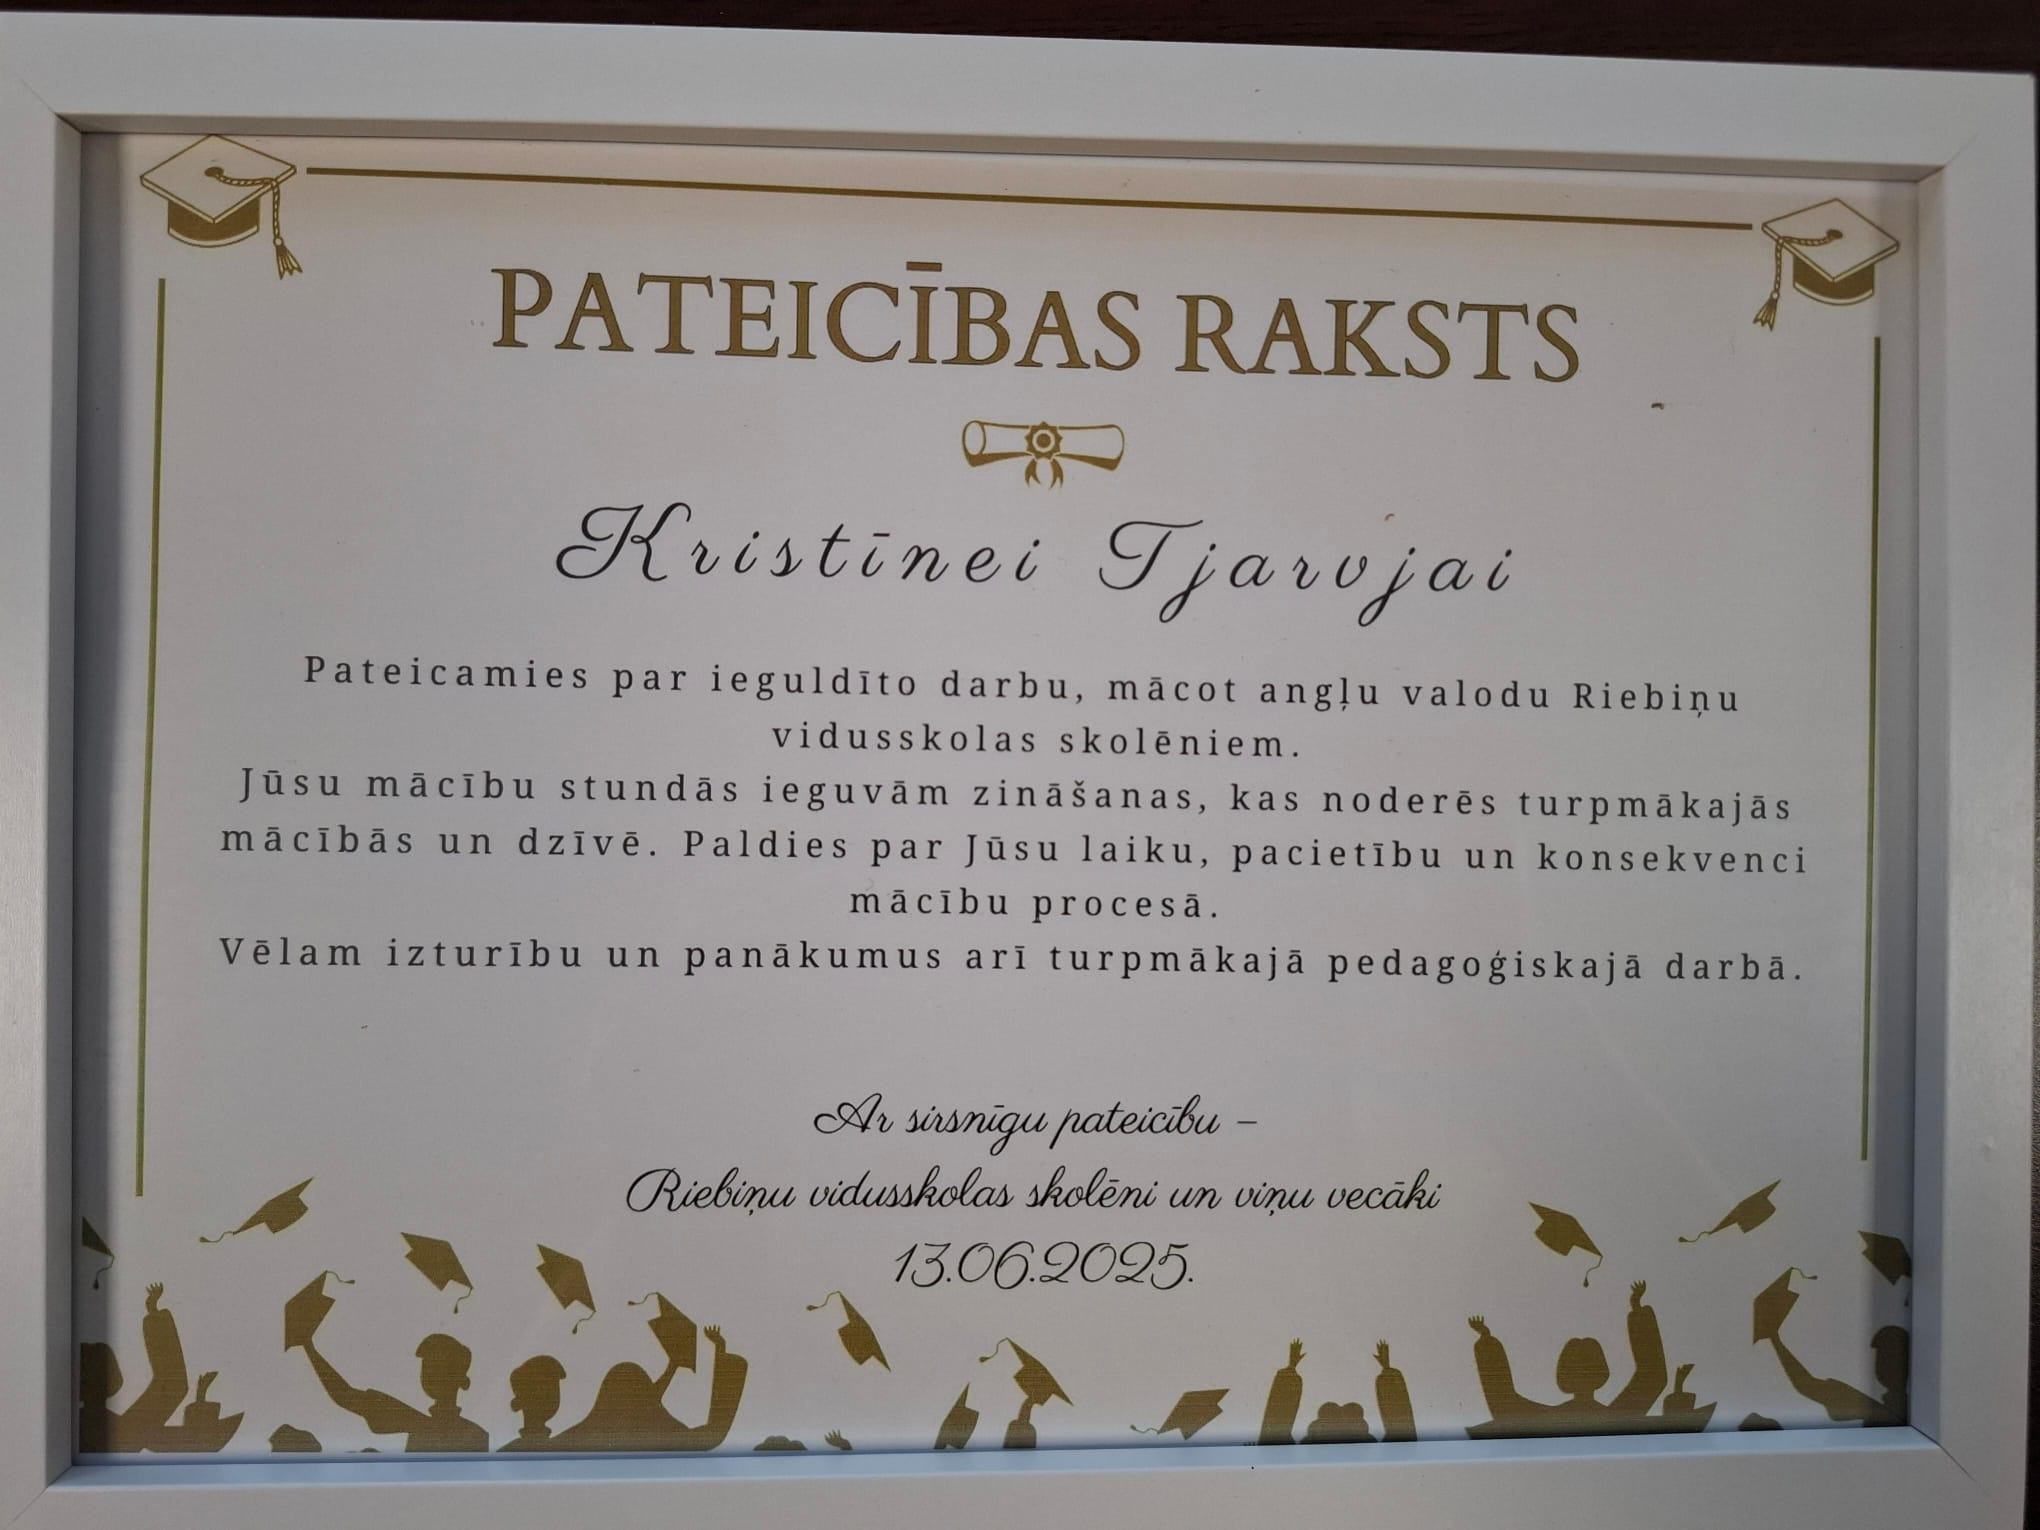 PATEICĪBAS RAKSTS
Kristīnei Tjarvjai
Pateicamies par ieguldīto darbu, mācot angļu valodu Riebiņu
vidusskolas skolēniem.
Jūsu mācību stundās ieguvām zināšanas, kas noderēs turpmākajās
mācībās un dzīvē. Paldies par Jūsu laiku, pacietību un konsekvenci
mācību procesā.
Vēlam izturību un panākumus arī turpmākajā pedagoģiskajā darbā.
Ar sirsnīgu pateicību –
Riebiņu vidusskolas skolēni un viņu vecāki
13.06.2025.